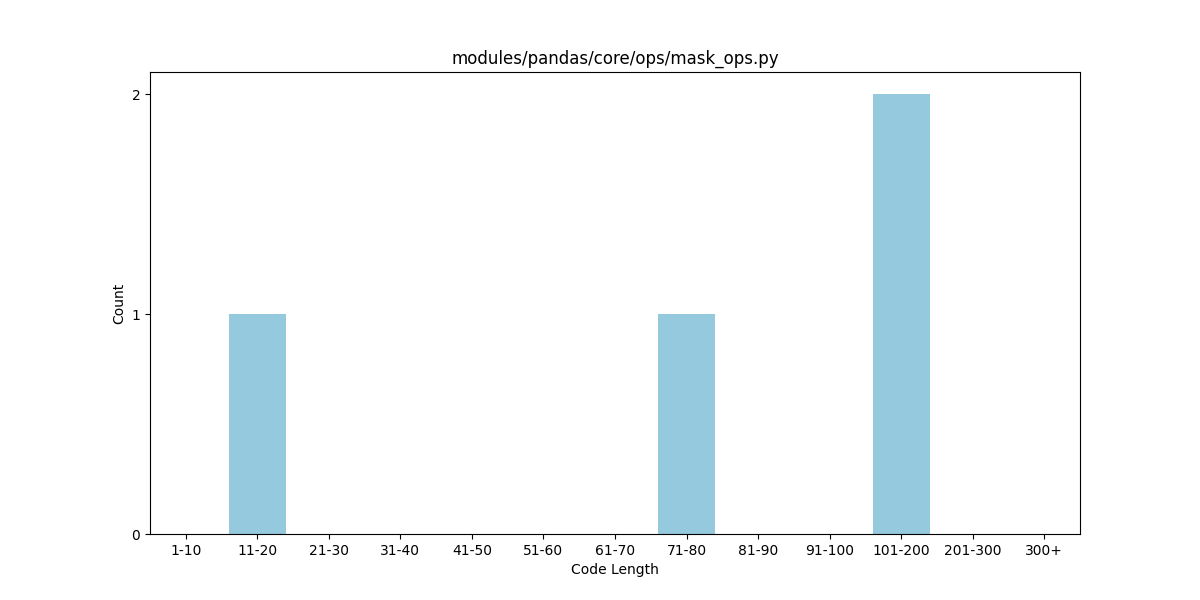 modules/pandas/core/ops/mask_ops.py
Count
2
1
0
1-10 11-20 21-30 31-40 41-50 51-60 61-70 71-80 81-90 91-100 101-200 201-300 300+
Code Length